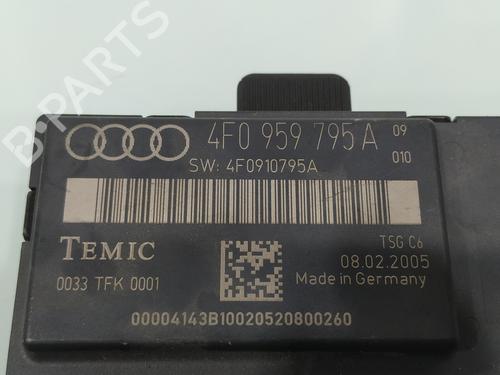 B-PARTS
4F0 959 795 A 09
010
SW: 4F0910795A
TEMIC
TSG C6
08.02.2005
0033 TFK 0001
Made in Germany
00004143B10020520800260